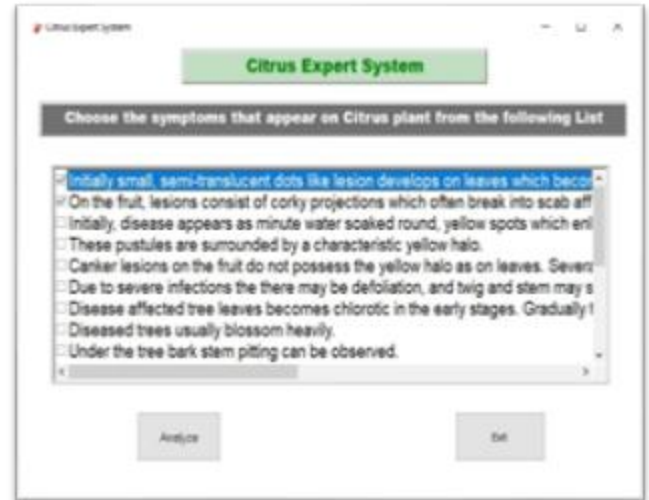 Citrus Expert System
Citrus Expert System
Choose the symptoms that appear on Citrus plant from the following List
Initially small, semi-translucent dots like lesion develops on leaves which becor
On the fruit, lesions consist of corky projections which often break into scab aff
Initially, disease appears as minute water soaked round, yellow spots which enl
These pustules are surrounded by a characteristic yellow halo.
Canker lesions on the fruit do not possess the yellow halo as on leaves. Severa
Due to severe infections the there may be defoliation, and twig and stem may s
Disease affected tree leaves becomes chlorotic in the early stages. Gradually t
Diseased trees usually blossom heavily.
Under the tree bark stem pitting can be observed.
Analyze
Exit